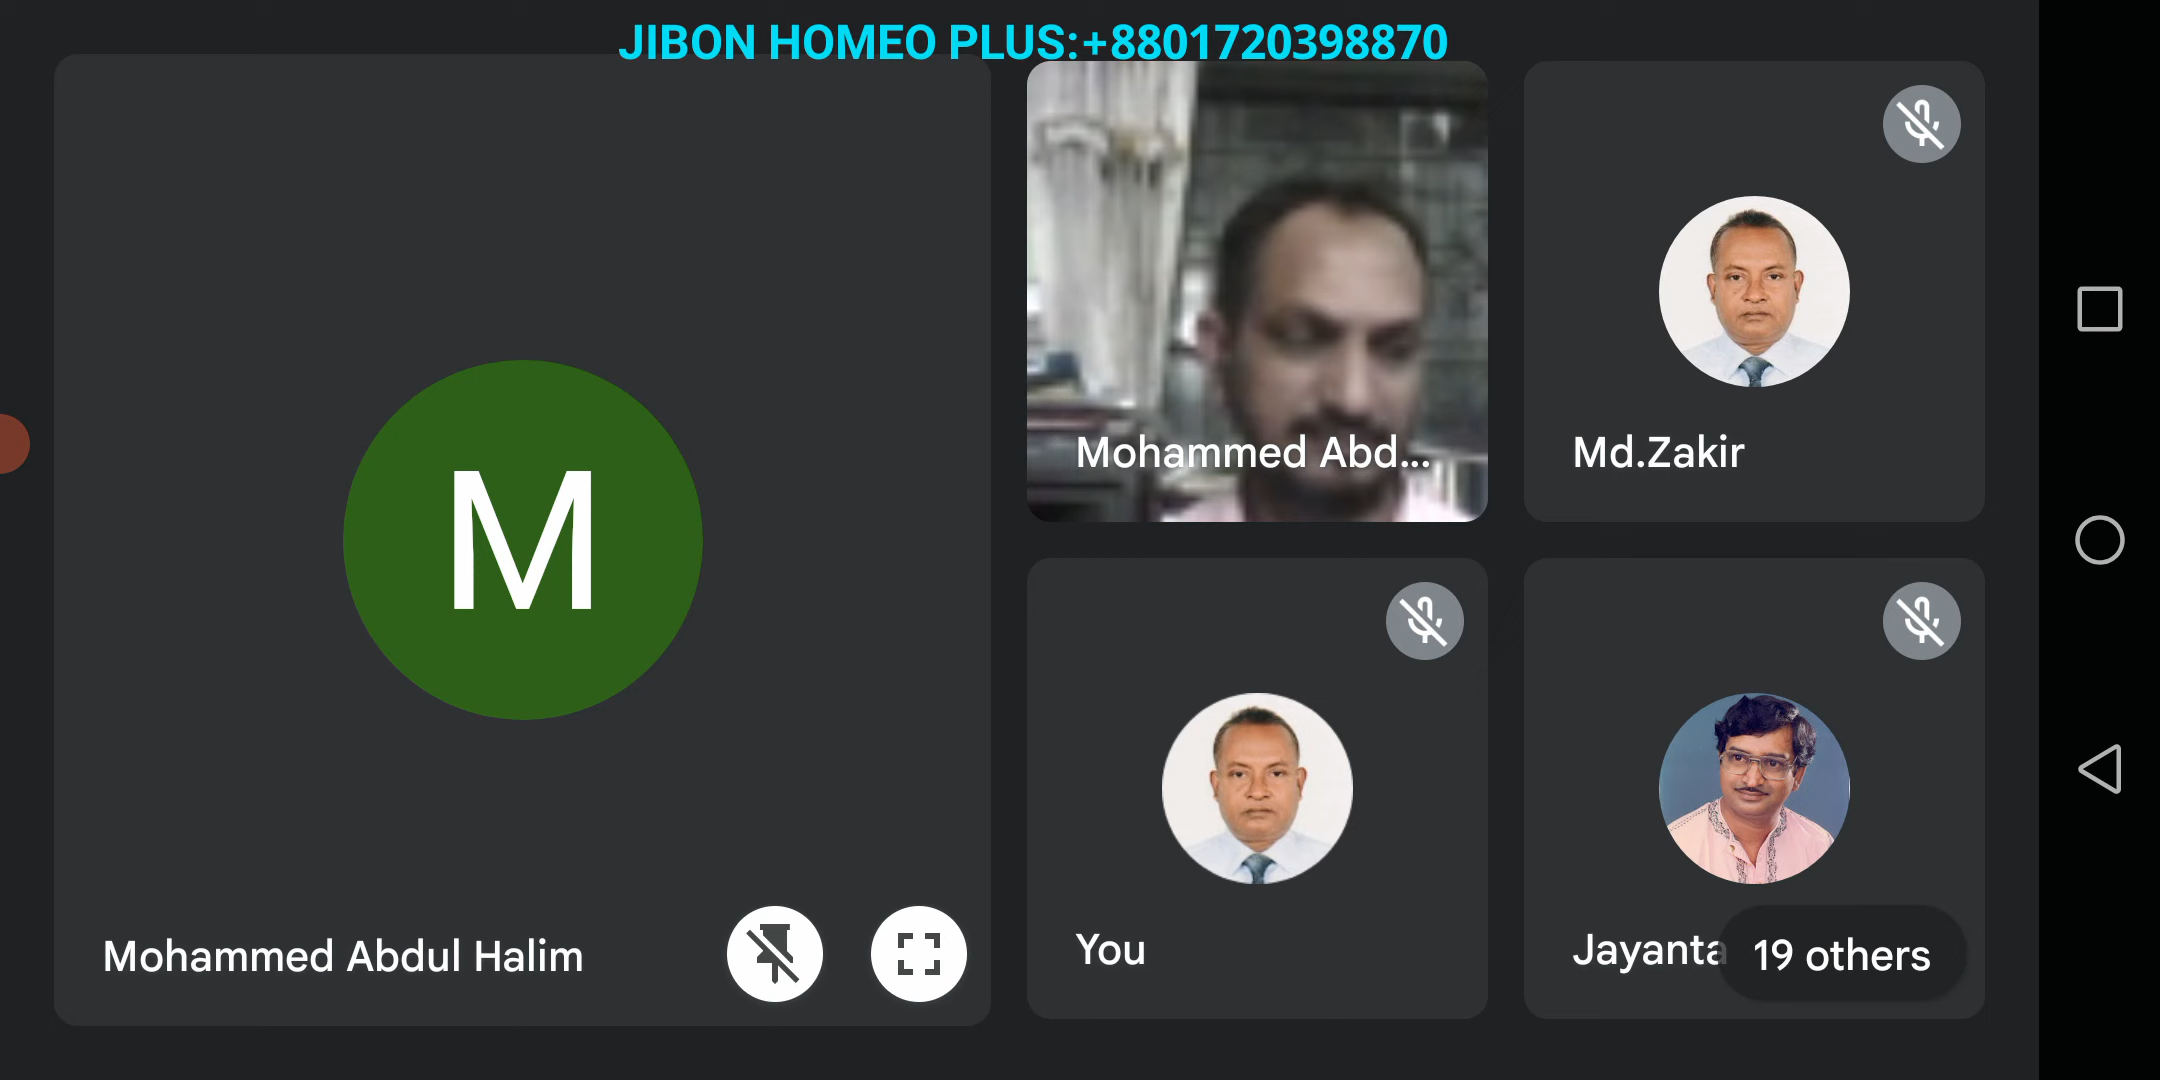 JIBON HOMEO PLUS:+8801720398870
M
Mohammed Abdul Halim
Mohammed Abd...
Md.Zakir
You
Jayanta
19 others